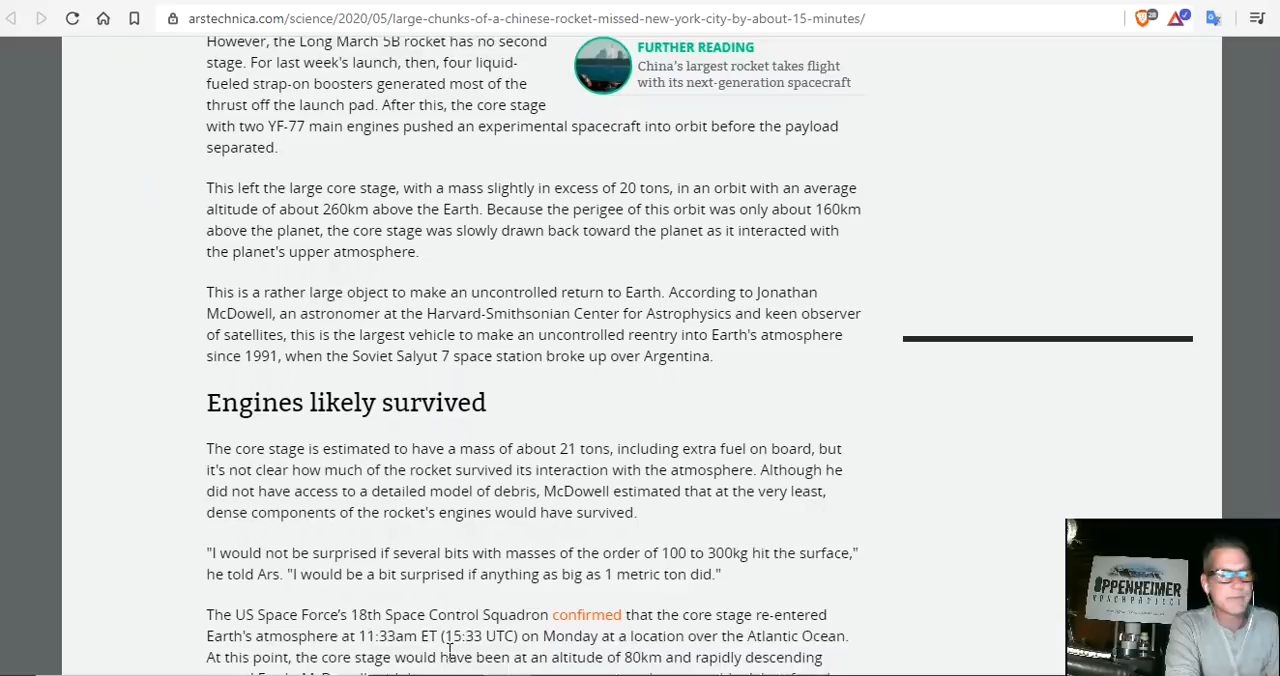 arstechnica.com/science/2020/05/large-chunks-of-a-chinese-rocket-missed-new-york-city-by-about-15-minutes/
However, the Long March 5B rocket has no second
stage. For last week's launch, then, four liquid-
fueled strap-on boosters generated most of the
thrust off the launch pad. After this, the core stage
with two YF-77 main engines pushed an experimental spacecraft into orbit before the payload
separated.
FURTHER READING
China's largest rocket takes flight
with its next-generation spacecraft
This left the large core stage, with a mass slightly in excess of 20 tons, in an orbit with an average
altitude of about 260km above the Earth. Because the perigee of this orbit was only about 160km
above the planet, the core stage was slowly drawn back toward the planet as it interacted with
the planet's upper atmosphere.
This is a rather large object to make an uncontrolled return to Earth. According to Jonathan
McDowell, an astronomer at the Harvard-Smithsonian Center for Astrophysics and keen observer
of satellites, this is the largest vehicle to make an uncontrolled reentry into Earth's atmosphere
since 1991, when the Soviet Salyut 7 space station broke up over Argentina.
Engines likely survived
The core stage is estimated to have a mass of about 21 tons, including extra fuel on board, but
it's not clear how much of the rocket survived its interaction with the atmosphere. Although he
did not have access to a detailed model of debris, McDowell estimated that at the very least,
dense components of the rocket's engines would have survived.
"I would not be surprised if several bits with masses of the order of 100 to 300kg hit the surface,"
he told Ars. "I would be a bit surprised if anything as big as 1 metric ton did."
The US Space Force's 18th Space Control Squadron confirmed that the core stage re-entered
Earth's atmosphere at 11:33am ET (15:33 UTC) on Monday at a location over the Atlantic Ocean.
At this point, the core stage would have been at an altitude of 80km and rapidly descending
OPPENHEIMER